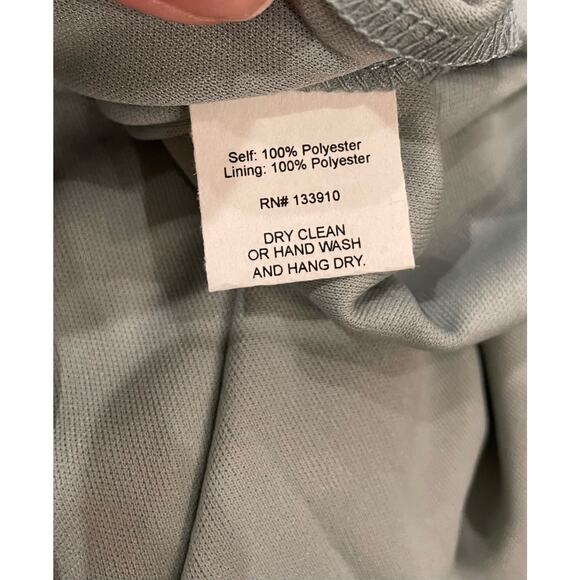 Self: 100% Polyester
Lining: 100% Polyester
RN# 133910
DRY CLEAN
OR HAND WASH
AND HANG DRY.